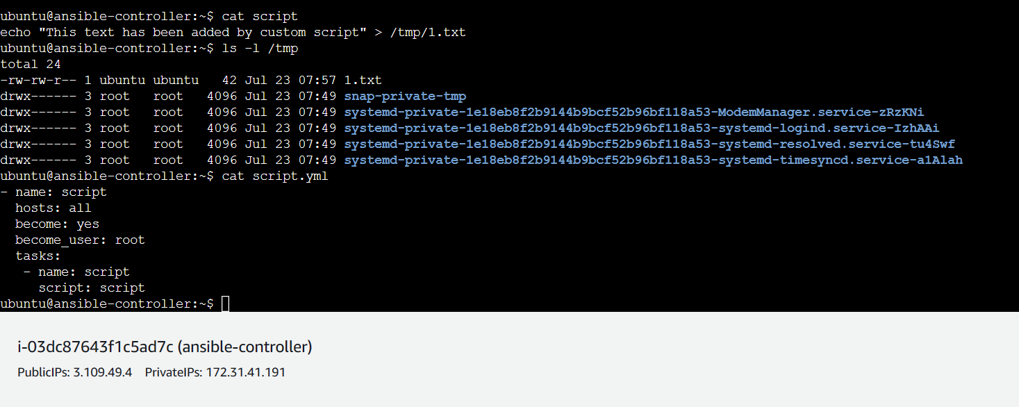 ubuntu@ansible-controller:~$ cat script
echo "This text has been added by custom script" > /tmp/1.txt
ubuntu@ansible-controller:~$ ls -l /tmp
total 24
-rw-rw-r-- 1 ubuntu ubuntu   42 Jul 23 07:57 1.txt
drwx------ 3 root   root   4096 Jul 23 07:49 snap-private-tmp
drwx------ 3 root   root   4096 Jul 23 07:49 systemd-private-1e18eb8f2b9144b9bcf52b96bf118a53-ModemManager.service-zRzKNi
drwx------ 3 root   root   4096 Jul 23 07:49 systemd-private-1e18eb8f2b9144b9bcf52b96bf118a53-systemd-logind.service-IzhAAi
drwx------ 3 root   root   4096 Jul 23 07:49 systemd-private-1e18eb8f2b9144b9bcf52b96bf118a53-systemd-resolved.service-tu4Swf
drwx------ 3 root   root   4096 Jul 23 07:49 systemd-private-1e18eb8f2b9144b9bcf52b96bf118a53-systemd-timesyncd.service-a1Alah
ubuntu@ansible-controller:~$ cat script.yml
- name: script
  hosts: all
  become: yes
  become_user: root
  tasks:
   - name: script
     script: script
ubuntu@ansible-controller:~$
i-03dc87643f1c5ad7c (ansible-controller)
PublicIPs: 3.109.49.4    PrivateIPs: 172.31.41.191